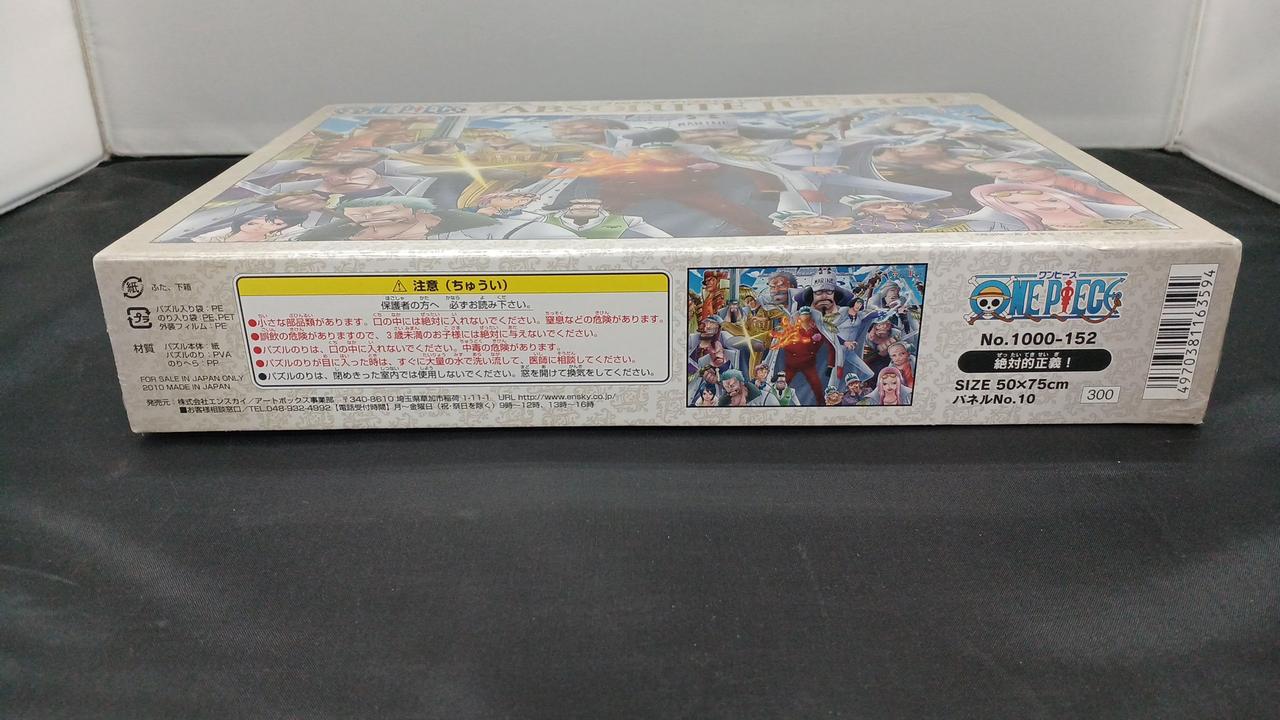 ONE PIECE
ABSOLUTE JUSTICE
MARINE
紙
ふた、下箱
プラ
パズル入り袋：PE
のり入り袋：PE,PET
外装フィルム：PE
材質
パズル本体：紙
パズルのり：PVA
のりへら：PP
FOR SALE IN JAPAN ONLY
2010 MADE IN JAPAN
注意（ちゅうい）
保護者の方へ 必ずお読み下さい。
●小さな部品類があります。口の中には絶対に入れないでください。窒息などの危険があります。
●誤飲の危険がありますので、3歳未満のお子様には絶対に与えないでください。
●パズルのりは、口の中に入れないでください。中毒の危険があります。
●パズルのりが目に入った時は、すぐに大量の水で洗い流して、医師に相談してください。
●パズルのりは、閉めきった室内では使用しないでください。窓を開けて換気をしてください。
発売元：株式会社エンスカイ／アートボックス事業部 〒340-8610 埼玉県草加市稲荷 1-11-1 URL http://www.ensky.co.jp/
■お客様相談窓口／TEL.048-932-4992【電話受付時間】月〜金曜日（祝・祭日を除く）9時―12時、13時―16時
MARINE
ワンピース
ONE PIECE
No.1000-152
ぜったいてきせいぎ
絶対的正義！
SIZE 50×75cm
パネルNo.10
300
4970381163594